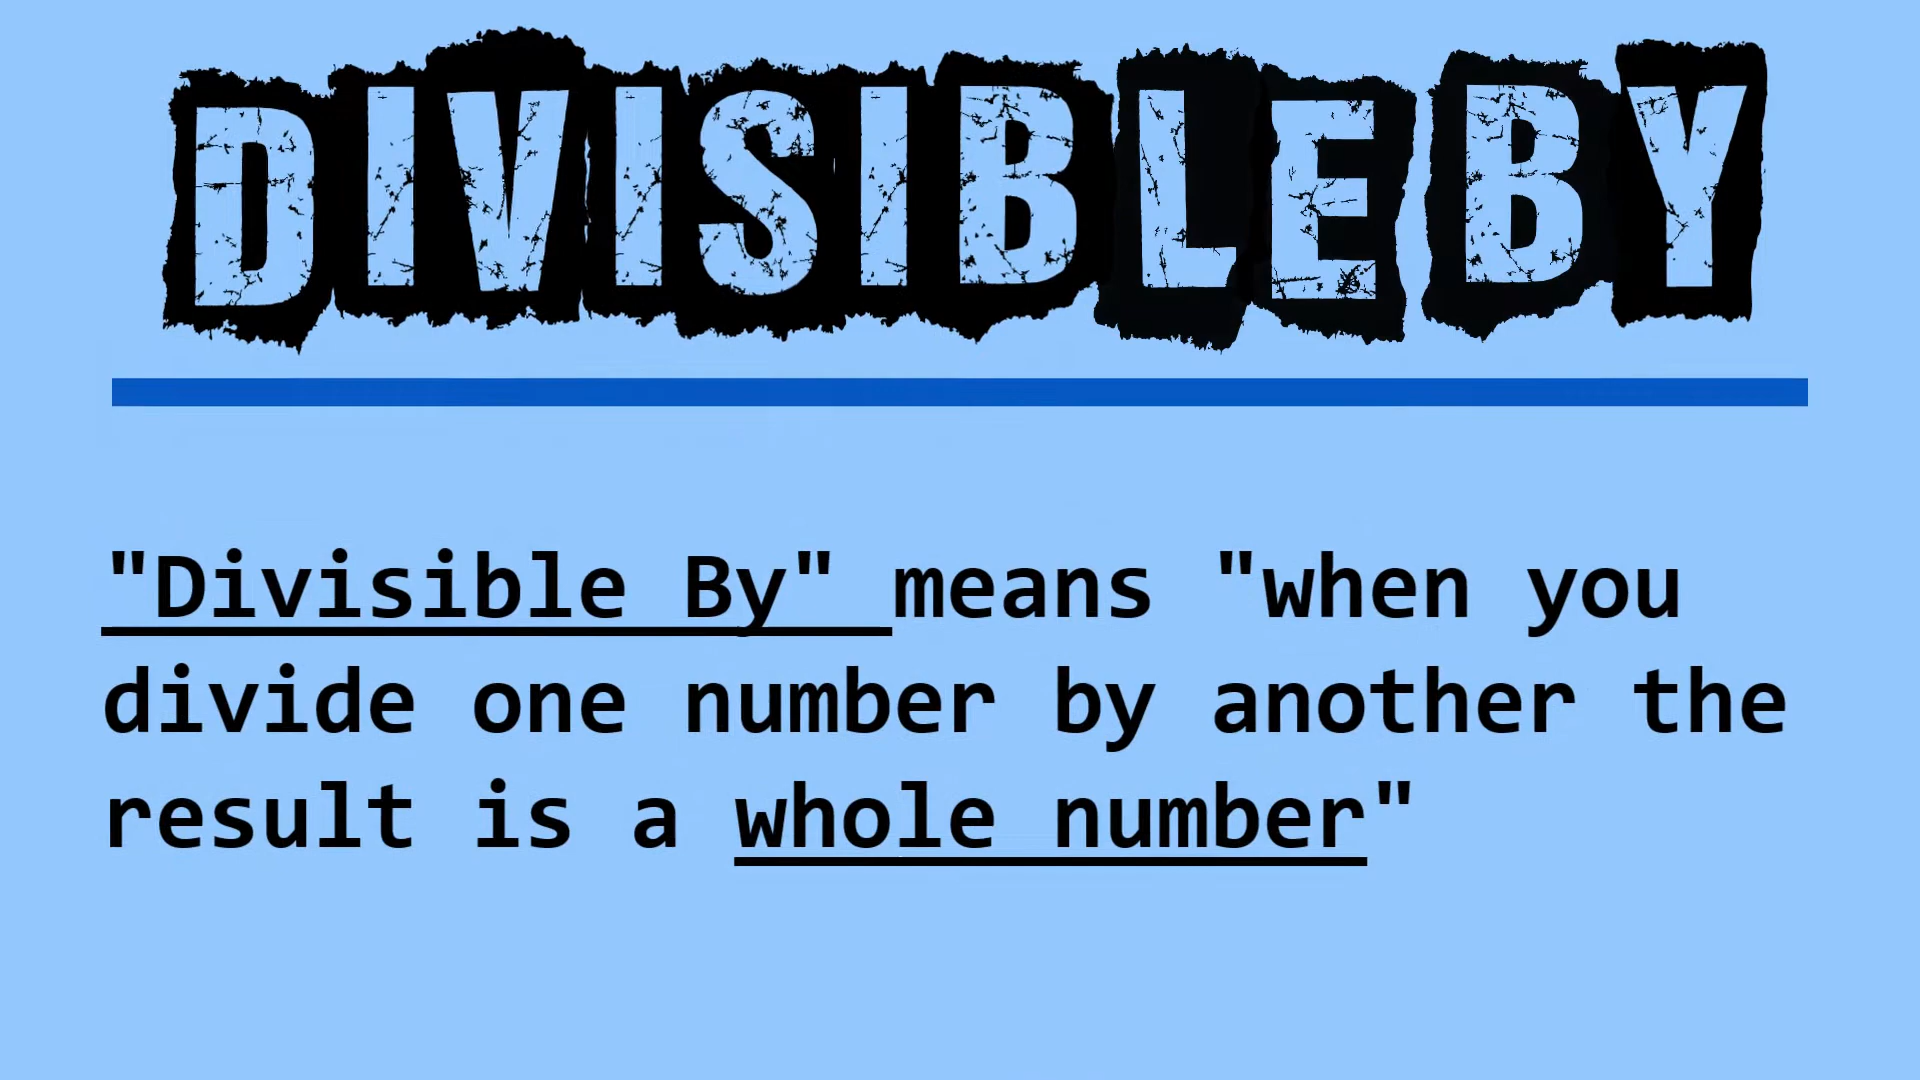 DIVISIBLE BY
"Divisible By" means "when you
divide one number by another the
result is a whole number"